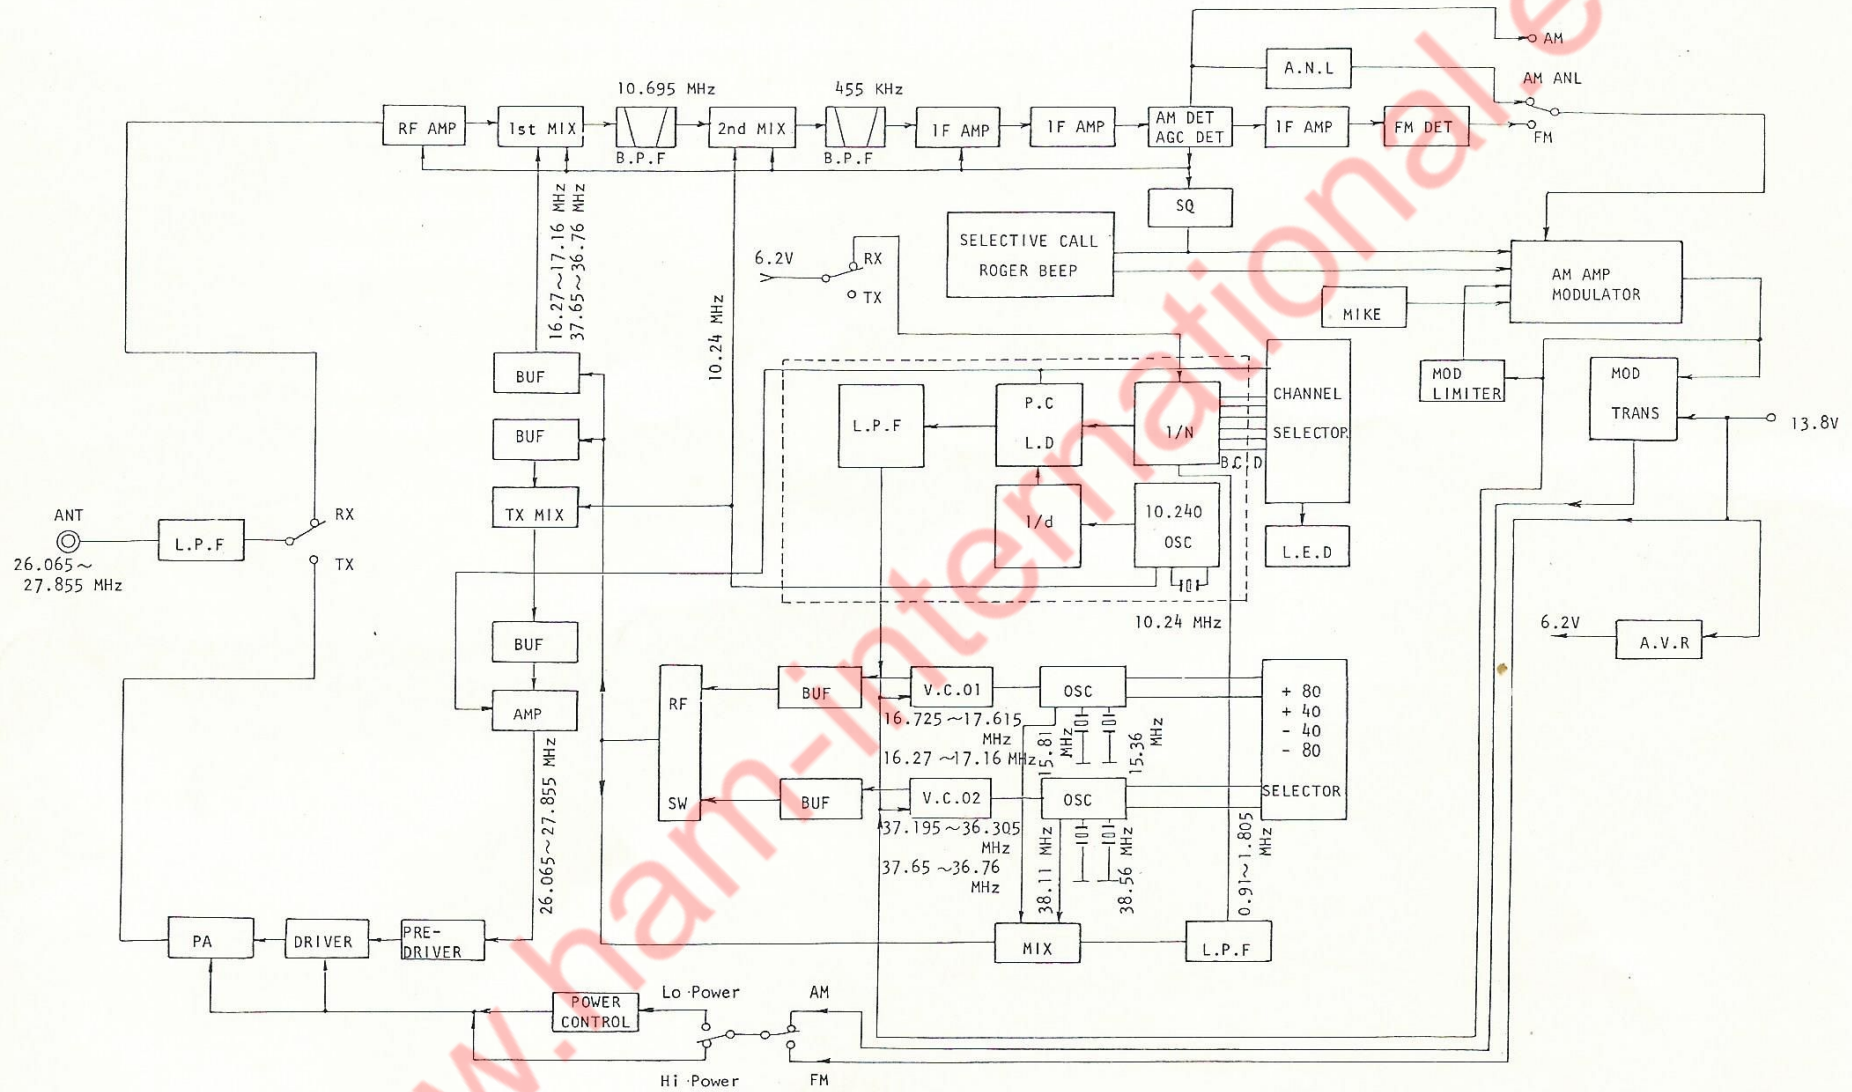 AM
A.N.L
AM ANL
FM
10.695 MHz
455 KHz
RF AMP
1st MIX
B.P.F
2nd MIX
B.P.F
IF AMP
IF AMP
AM DET
AGC DET
IF AMP
FM DET
SQ
16.27~17.16 MHz
37.65~36.76 MHz
6.2V
RX
TX
SELECTIVE CALL
ROGER BEEP
MIKE
AM AMP
MODULATOR
10.24 MHz
BUF
BUF
TX MIX
BUF
AMP
L.P.F
P.C
L.D
1/N
B.C.D
CHANNEL
SELECTOR
1/d
10.240
OSC
L.E.D
10.24 MHz
MOD
LIMITER
MOD
TRANS
13.8V
6.2V
A.V.R
ANT
26.065~
27.855 MHz
L.P.F
RX
TX
RF
SW
BUF
V.C.O1
OSC
16.725~17.615
MHz
16.27~17.16 MHz
15.81
MHz
15.36
MHz
+ 80
+ 40
- 40
- 80
SELECTOR
BUF
V.C.O2
OSC
37.195~36.305
MHz
37.65~36.76
MHz
38.11 MHz
38.56 MHz
0.91~1.805
MHz
26.065~27.855 MHz
PA
DRIVER
PRE-
DRIVER
MIX
L.P.F
POWER
CONTROL
Lo Power
AM
Hi Power
FM
w.ham-international.e